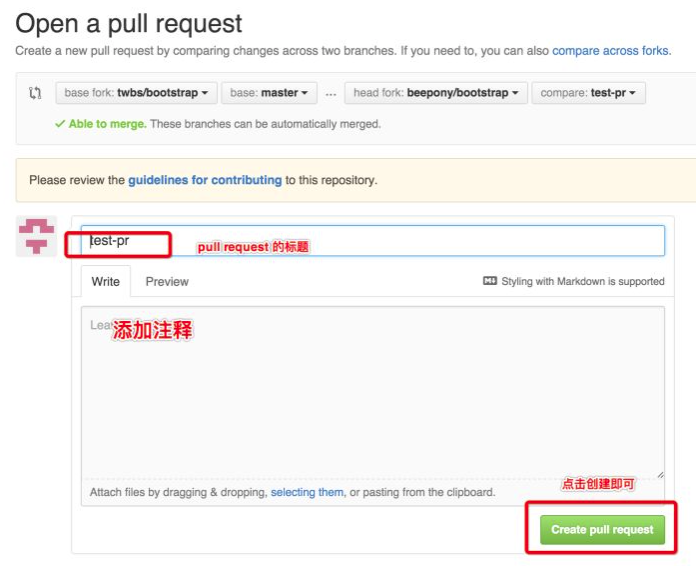 Open a pull request
Create a new pull request by comparing changes across two branches. If you need to, you can also compare across forks.
base fork: twbs/bootstrap base: master ... head fork: beepony/bootstrap compare: test-pr
Able to merge. These branches can be automatically merged.
Please review the guidelines for contributing to this repository.
test-pr pull request 的标题
Write Preview Styling with Markdown is supported
Lea 添加注释
点击创建即可
Attach files by dragging & dropping, selecting them, or pasting from the clipboard.
Create pull request